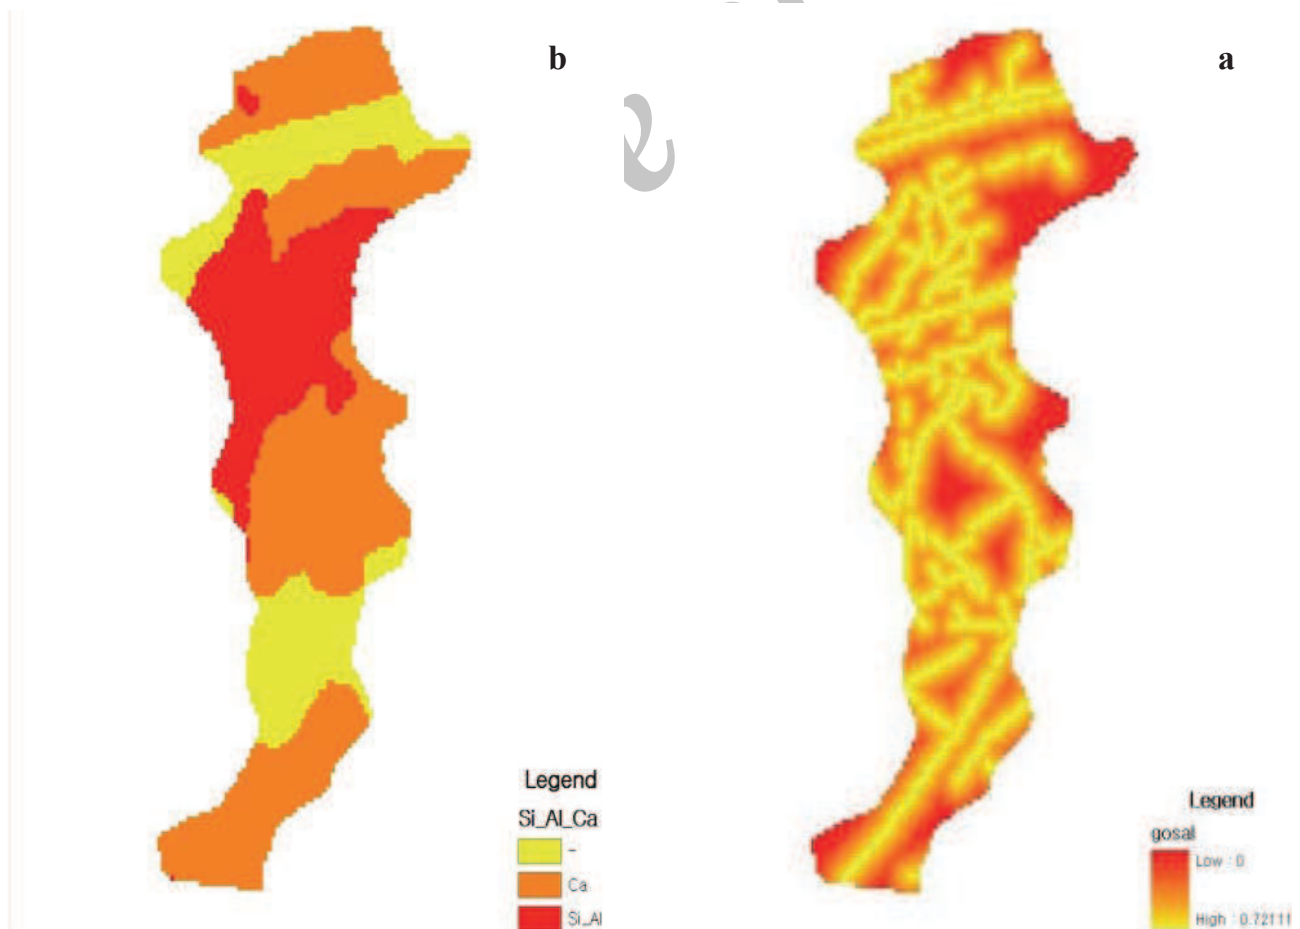 b
a
Legend
Si_Al_Ca
-
Ca
Si_Al
Legend
gosal
Low : 0
High : 0.72111